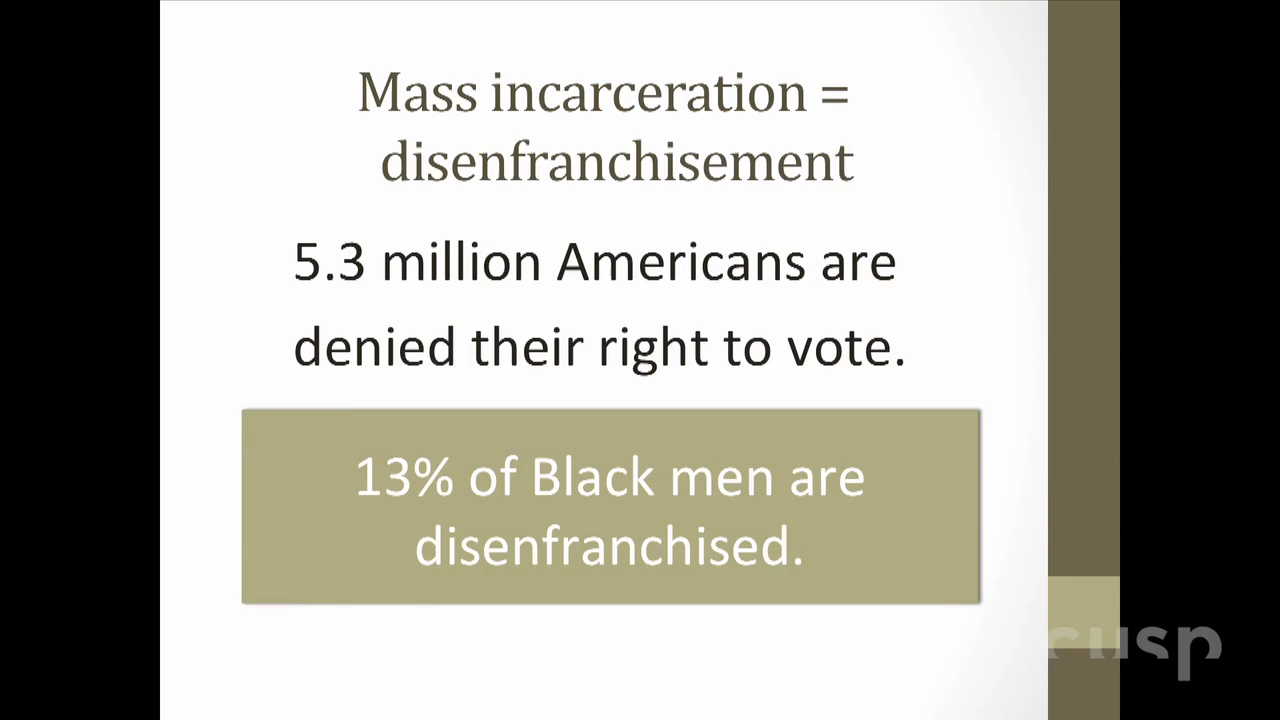 Mass incarceration =
disenfranchisement
5.3 million Americans are
denied their right to vote.
13% of Black men are
disenfranchised.
cusp